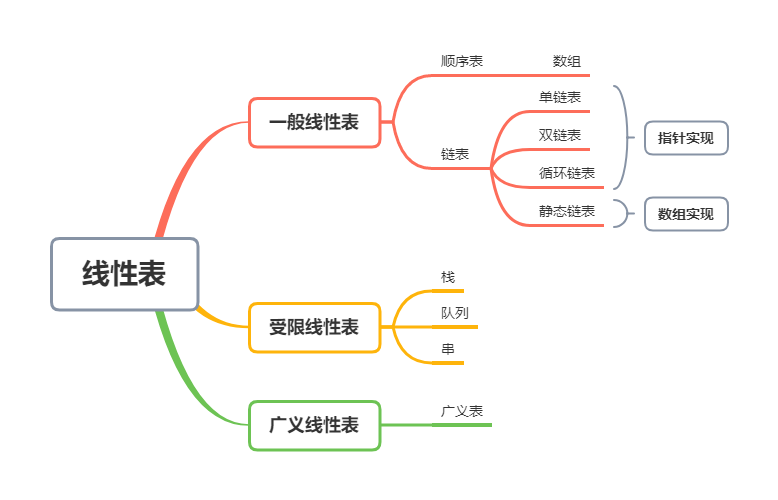 线性表
一般线性表
顺序表
数组
链表
单链表
双链表
循环链表
静态链表
指针实现
数组实现
受限线性表
栈
队列
串
广义线性表
广义表